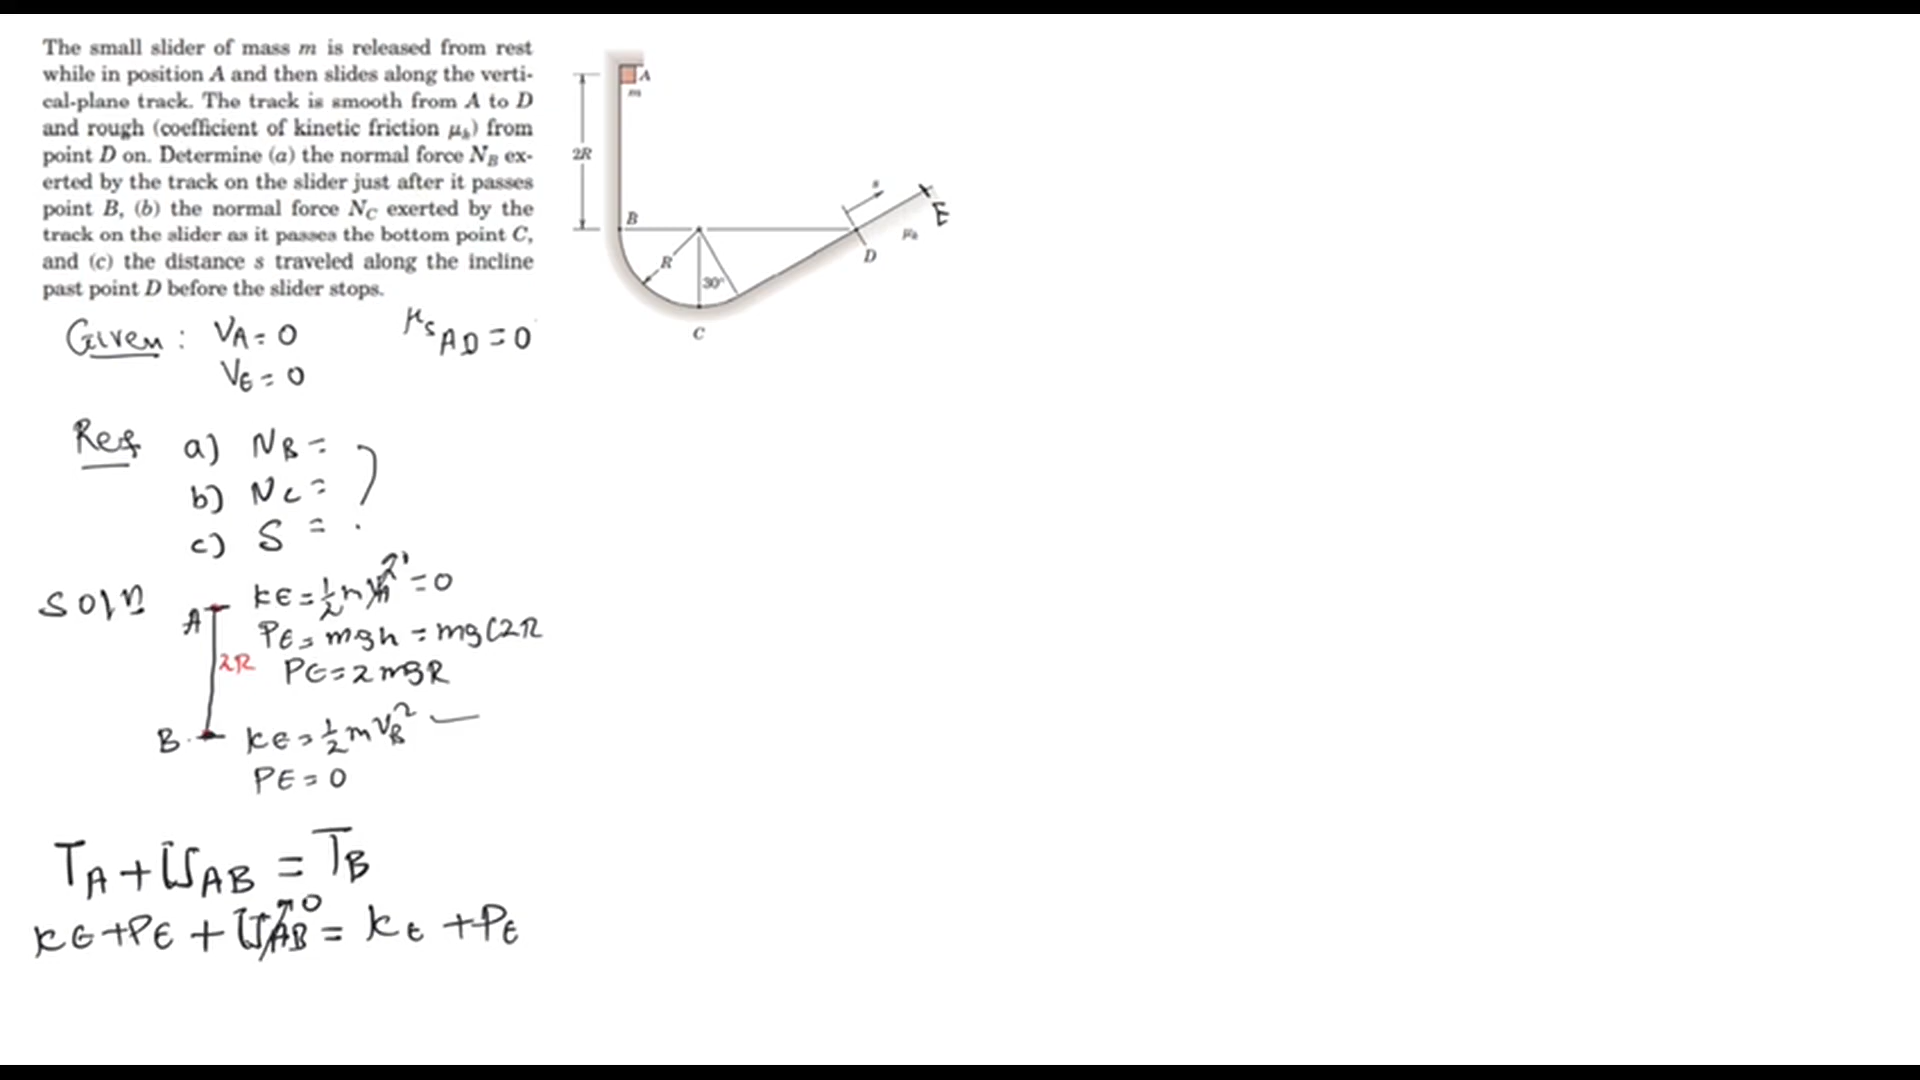 The small slider of mass m is released from rest
while in position A and then slides along the verti-
cal-plane track. The track is smooth from A to D
and rough (coefficient of kinetic friction μk) from
point D on. Determine (a) the normal force NB ex-
erted by the track on the slider just after it passes
point B, (b) the normal force NC exerted by the
track on the slider as it passes the bottom point C,
and (c) the distance s traveled along the incline
past point D before the slider stops.
A
m
2R
B
R
30°
C
s
E
μk
D
Given : VA = 0
μs AD = 0
VE = 0
Req a) NB =
b) NC = ?
c) S =
Soln
A KE = 1/2 m 2 = 0
PE = mgh = mg(2R
2R PE = 2mgR
B KE = 1/2 m VB2
PE = 0
TA + UAB = TB
KE + PE + UAB 0 = KE + PE